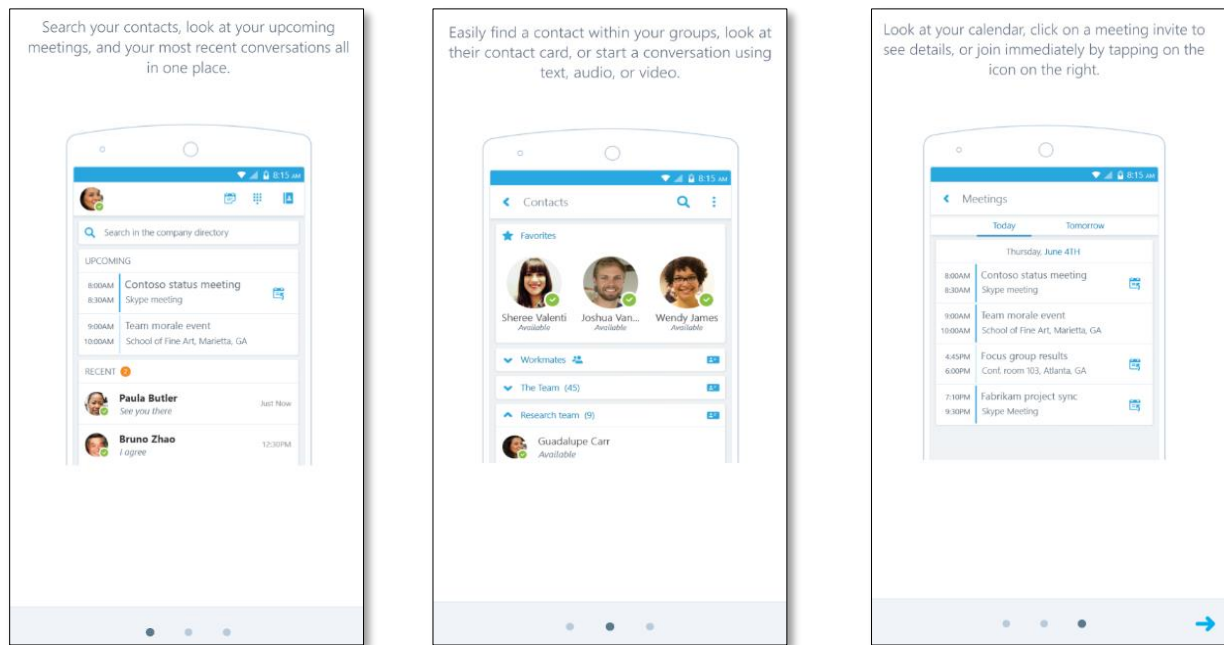 Search your contacts, look at your upcoming
meetings, and your most recent conversations all
in one place.
8:15 AM
Search in the company directory
UPCOMING
8:00AM Contoso status meeting
8:30AM Skype meeting
9:00AM Team morale event
10:00AM School of Fine Art, Marietta, GA
RECENT 2
Paula Butler
See you there
Just Now
Bruno Zhao
I agree
12:30PM
Easily find a contact within your groups, look at
their contact card, or start a conversation using
text, audio, or video.
8:15 AM
Contacts
Favorites
Sheree Valenti Joshua Van... Wendy James
Available Available Available
Workmates
The Team (45)
Research team (9)
Guadalupe Carr
Available
Look at your calendar, click on a meeting invite to
see details, or join immediately by tapping on the
icon on the right.
8:15 AM
Meetings
Today Tomorrow
Thursday, June 4TH
8:00AM Contoso status meeting
8:30AM Skype meeting
9:00AM Team morale event
10:00AM School of Fine Art, Marietta, GA
4:45PM Focus group results
6:00PM Conf. room 103, Atlanta, GA
7:10PM Fabrikam project sync
9:30PM Skype Meeting